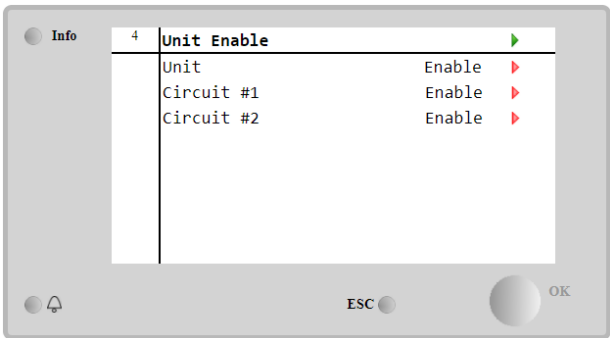 Info
4 Unit Enable
Unit Enable
Circuit #1 Enable
Circuit #2 Enable
ESC
OK